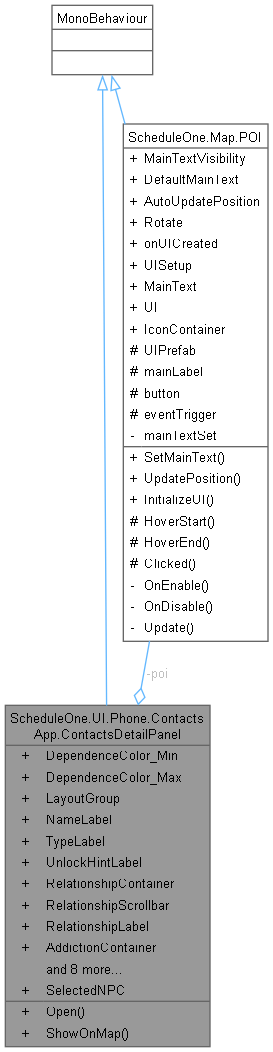 MonoBehaviour
ScheduleOne.Map.POI
+ MainTextVisibility
+ DefaultMainText
+ AutoUpdatePosition
+ Rotate
+ onUICreated
+ UISetup
+ MainText
+ UI
+ IconContainer
# UIPrefab
# mainLabel
# button
# eventTrigger
- mainTextSet
+ SetMainText()
+ UpdatePosition()
+ InitializeUI()
# HoverStart()
# HoverEnd()
# Clicked()
- OnEnable()
- OnDisable()
- Update()
-poi
ScheduleOne.UI.Phone.Contacts
App.ContactsDetailPanel
+ DependenceColor_Min
+ DependenceColor_Max
+ LayoutGroup
+ NameLabel
+ TypeLabel
+ UnlockHintLabel
+ RelationshipContainer
+ RelationshipScrollbar
+ RelationshipLabel
+ AddictionContainer
and 8 more...
+ SelectedNPC
+ Open()
+ ShowOnMap()